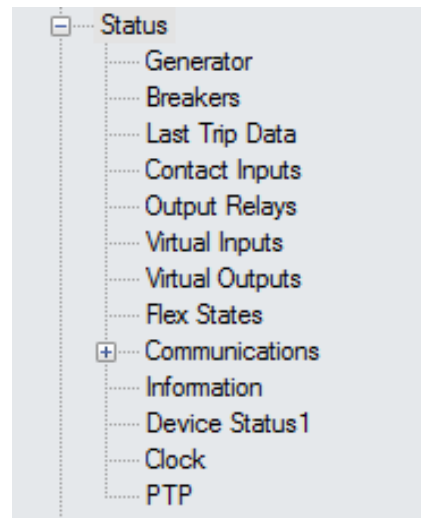 Status
Generator
Breakers
Last Trip Data
Contact Inputs
Output Relays
Virtual Inputs
Virtual Outputs
Flex States
Communications
Information
Device Status1
Clock
PTP